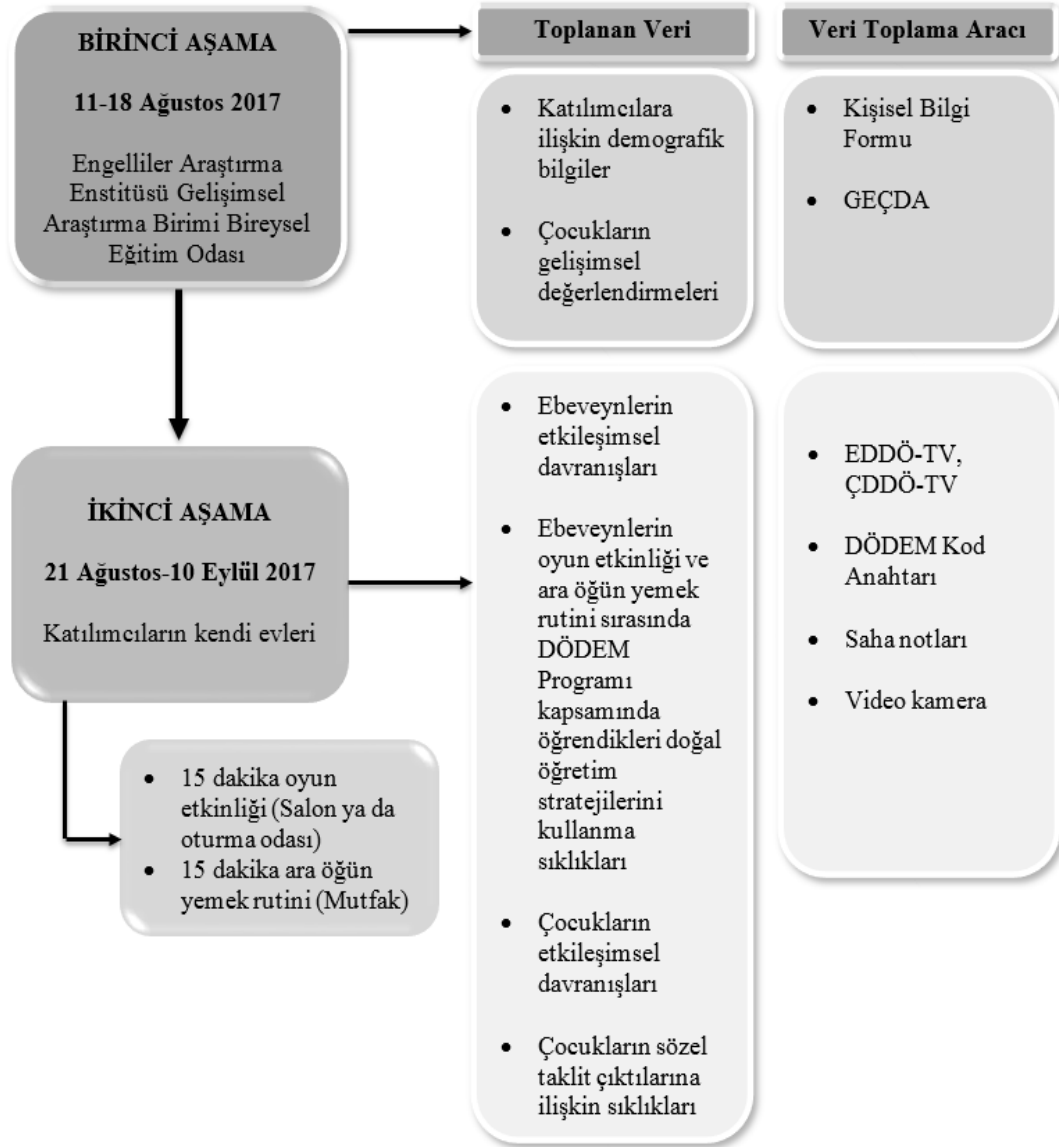 BİRİNCİ AŞAMA
11-18 Ağustos 2017
Engelliler Araştırma
Enstitüsü Gelişimsel
Araştırma Birimi Bireysel
Eğitim Odası
Toplanan Veri
Veri Toplama Aracı
• Katılımcılara
ilişkin demografik
bilgiler
• Çocukların
gelişimsel
değerlendirmeleri
• Kişisel Bilgi
Formu
• GEÇDA
İKİNCİ AŞAMA
21 Ağustos-10 Eylül 2017
Katılımcıların kendi evleri
• 15 dakika oyun
etkinliği (Salon ya da
oturma odası)
• 15 dakika ara öğün
yemek rutini (Mutfak)
• Ebeveynlerin
etkileşimsel
davranışları
• Ebeveynlerin
oyun etkinliği ve
ara öğün yemek
rutini sırasında
DÖDEM
Programı
kapsamında
öğrendikleri doğal
öğretim
stratejilerini
kullanma
sıklıkları
• Çocukların
etkileşimsel
davranışları
• Çocukların sözel
taklit çıktılarına
ilişkin sıklıkları
• EDDÖ-TV,
ÇDDÖ-TV
• DÖDEM Kod
Anahtarı
• Saha notları
• Video kamera